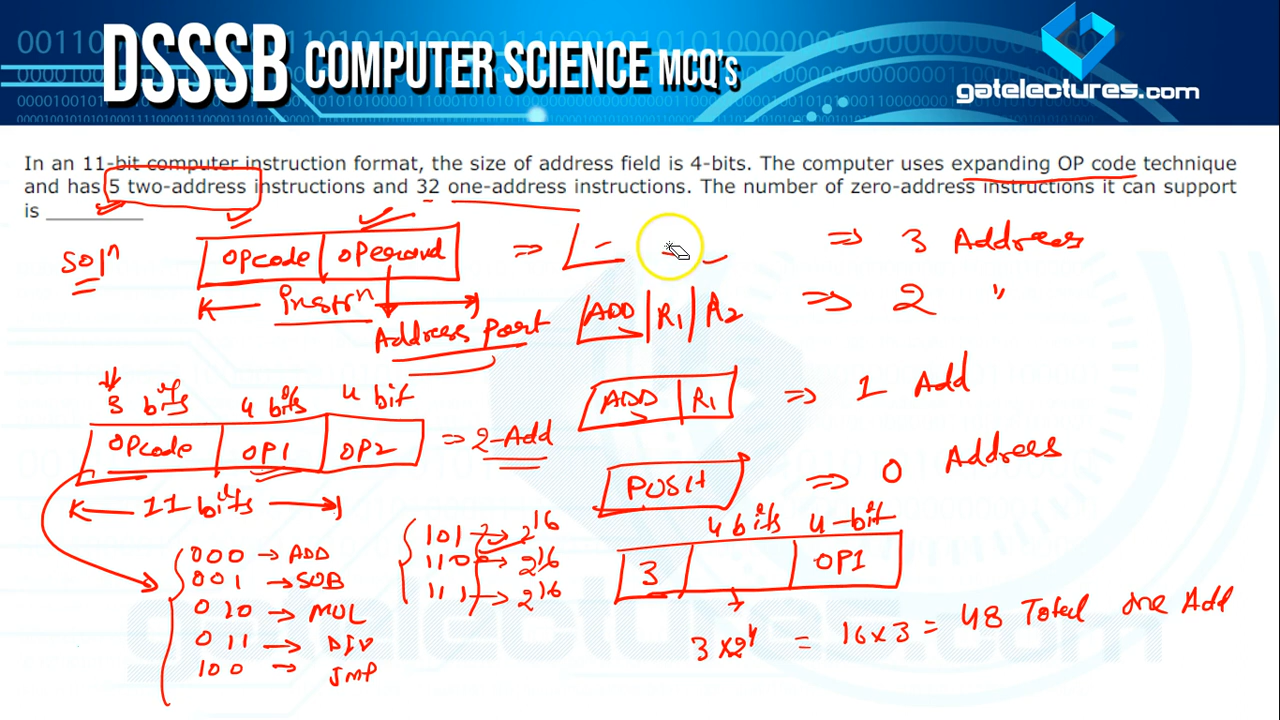 DSSSB COMPUTER SCIENCE MCQ's
gatelectures.com
In an 11-bit computer instruction format, the size of address field is 4-bits. The computer uses expanding OP code technique
and has 5 two-address instructions and 32 one-address instructions. The number of zero-address instructions it can support
is __________
Solⁿ
opcode | operand
⇒ 3 Address
Instrⁿ
Address part
ADD | R1 | R2 ⇒ 2 "
ADD | R1 ⇒ 1 Add
3 bits 4 bits 4 bit
opcode | OP1 | OP2 ⇒ 2-Add
11 bits
PUSH ⇒ 0 Address
4 bits 4-bit
3 | OP1
000 → ADD
001 → SUB
010 → MUL
011 → DIV
100 → JMP
101 → 2^16
110 → 2^16
111 → 2^16
3×2^4 = 16×3 = 48 Total one Add